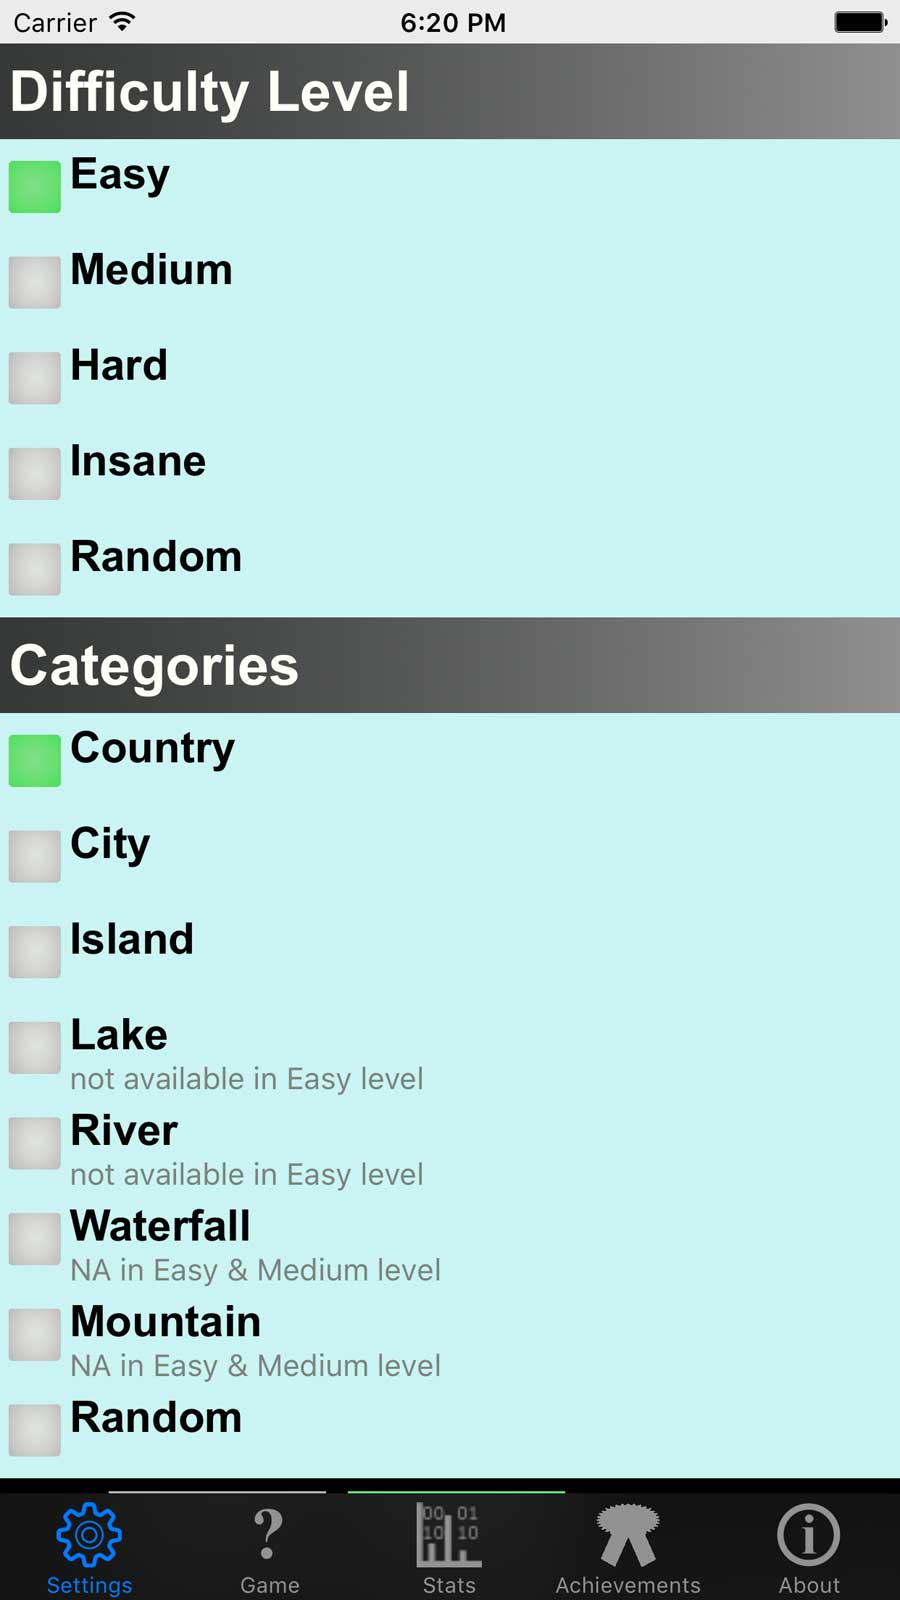 Carrier 6:20 PM
Difficulty Level
Easy
Medium
Hard
Insane
Random
Categories
Country
City
Island
Lake
not available in Easy level
River
not available in Easy level
Waterfall
NA in Easy & Medium level
Mountain
NA in Easy & Medium level
Random
? 00 01
10 10 i
Settings Game Stats Achievements About